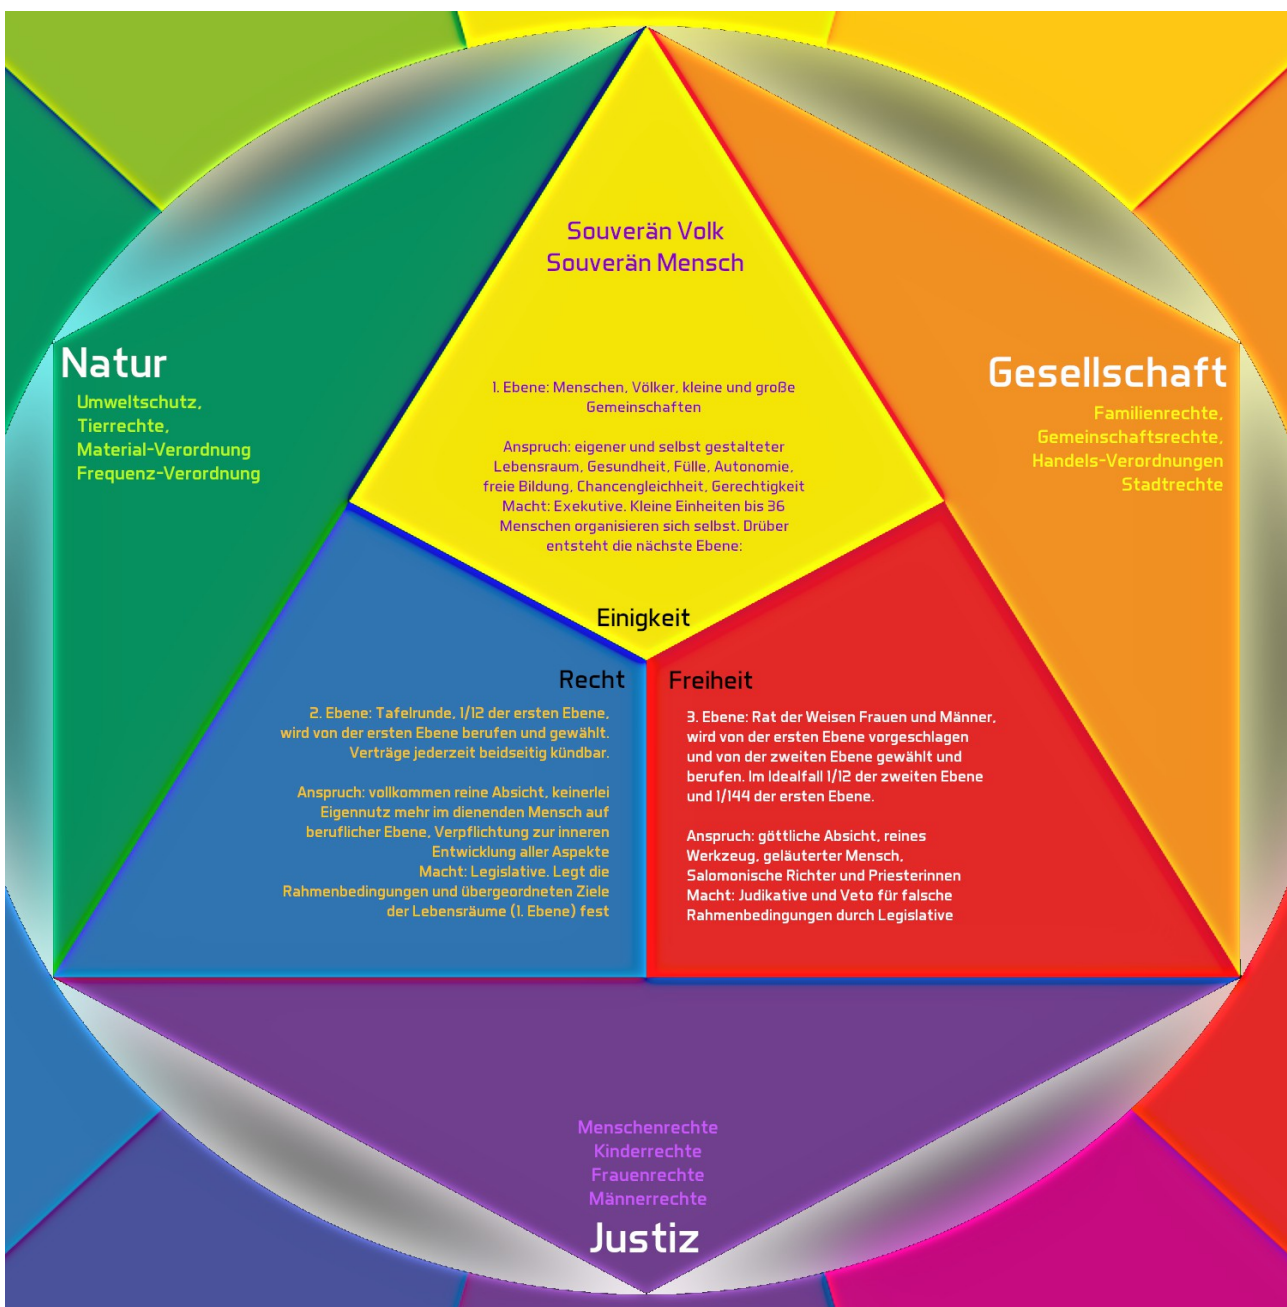 Souverän Volk
Souverän Mensch
Natur
Umweltschutz,
Tierrechte,
Material-Verordnung
Frequenz-Verordnung
Gesellschaft
Familienrechte,
Gemeinschaftsrechte,
Handels-Verordnungen
Stadtrechte
1. Ebene: Menschen, Völker, kleine und große
Gemeinschaften
Anspruch: eigener und selbst gestalteter
Lebensraum, Gesundheit, Fülle, Autonomie,
freie Bildung, Chancengleichheit, Gerechtigkeit
Macht: Exekutive. Kleine Einheiten bis 36
Menschen organisieren sich selbst. Drüber
entsteht die nächste Ebene:
Einigkeit
Recht
2. Ebene: Tafelrunde, 1/12 der ersten Ebene,
wird von der ersten Ebene berufen und gewählt.
Verträge jederzeit beidseitig kündbar.
Anspruch: vollkommen reine Absicht, keinerlei
Eigennutz mehr im dienenden Mensch auf
beruflicher Ebene, Verpflichtung zur inneren
Entwicklung aller Aspekte
Macht: Legislative. Legt die
Rahmenbedingungen und übergeordneten Ziele
der Lebensräume (1. Ebene) fest
Freiheit
3. Ebene: Rat der Weisen Frauen und Männer,
wird von der ersten Ebene vorgeschlagen
und von der zweiten Ebene gewählt und
berufen. Im Idealfall 1/12 der zweiten Ebene
und 1/144 der ersten Ebene.
Anspruch: göttliche Absicht, reines
Werkzeug, geläuterter Mensch,
Salomonische Richter und Priesterinnen
Macht: Judikative und Veto für falsche
Rahmenbedingungen durch Legislative
Menschenrechte
Kinderrechte
Frauenrechte
Männerrechte
Justiz